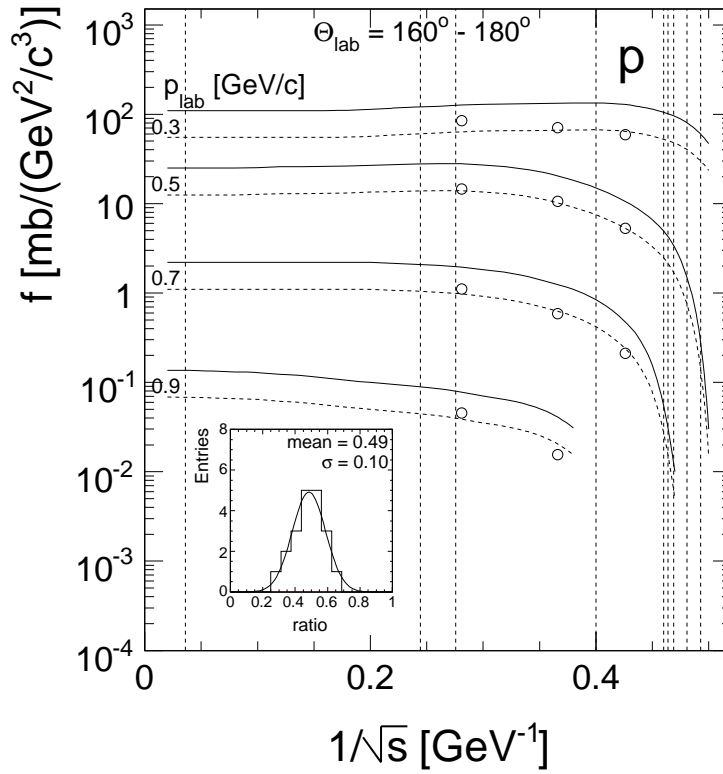 Θlab = 160º - 180º
p
plab [GeV/c]
f [mb/(GeV²/c³)]
10³
10²
10
1
10⁻¹
10⁻²
10⁻³
10⁻⁴
0.3
0.5
0.7
0.9
Entries
8
6
4
2
0
mean = 0.49
σ = 0.10
0 0.2 0.4 0.6 0.8 1
ratio
0 0.2 0.4
1/√s [GeV⁻¹]